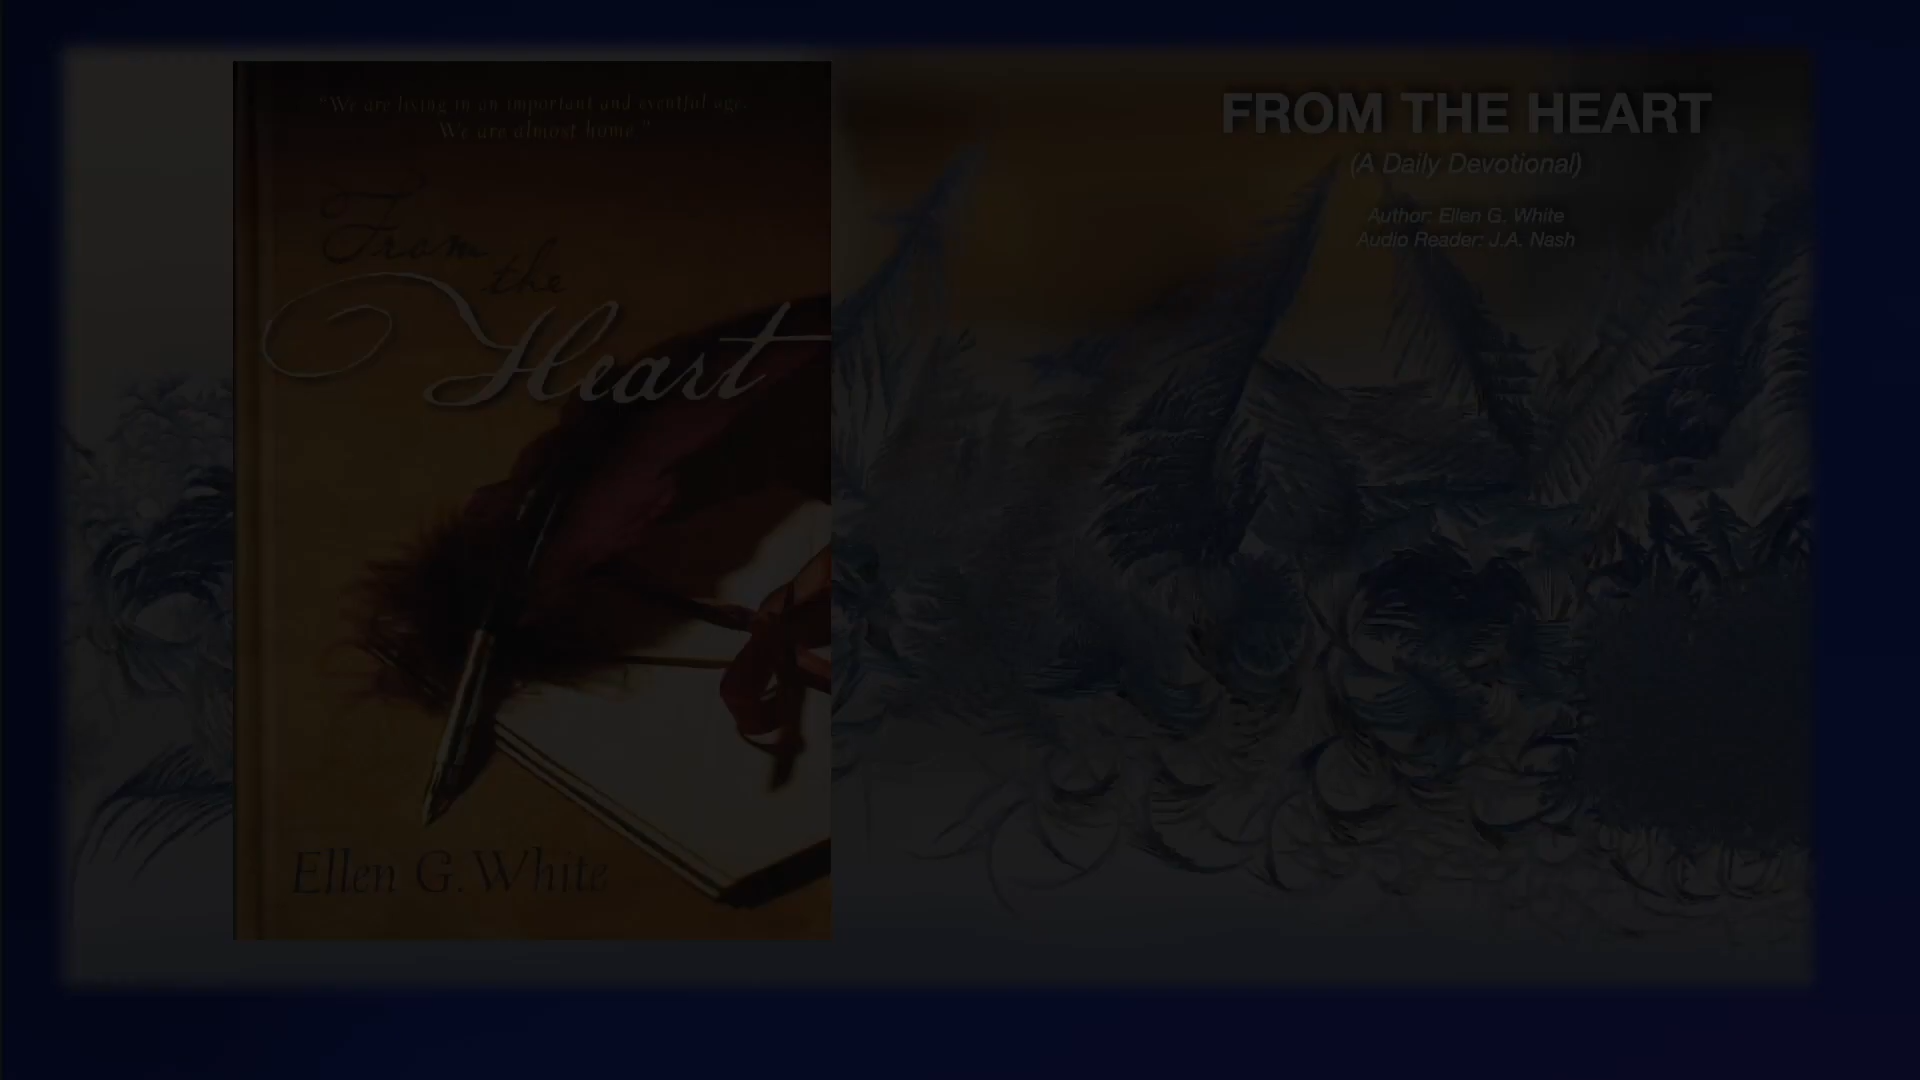 "We are living in an important and eventful age.
We are almost home."
From
the
Heart
Ellen G. White
FROM THE HEART
(A Daily Devotional)
Author: Ellen G. White
Audio Reader: J.A. Nash